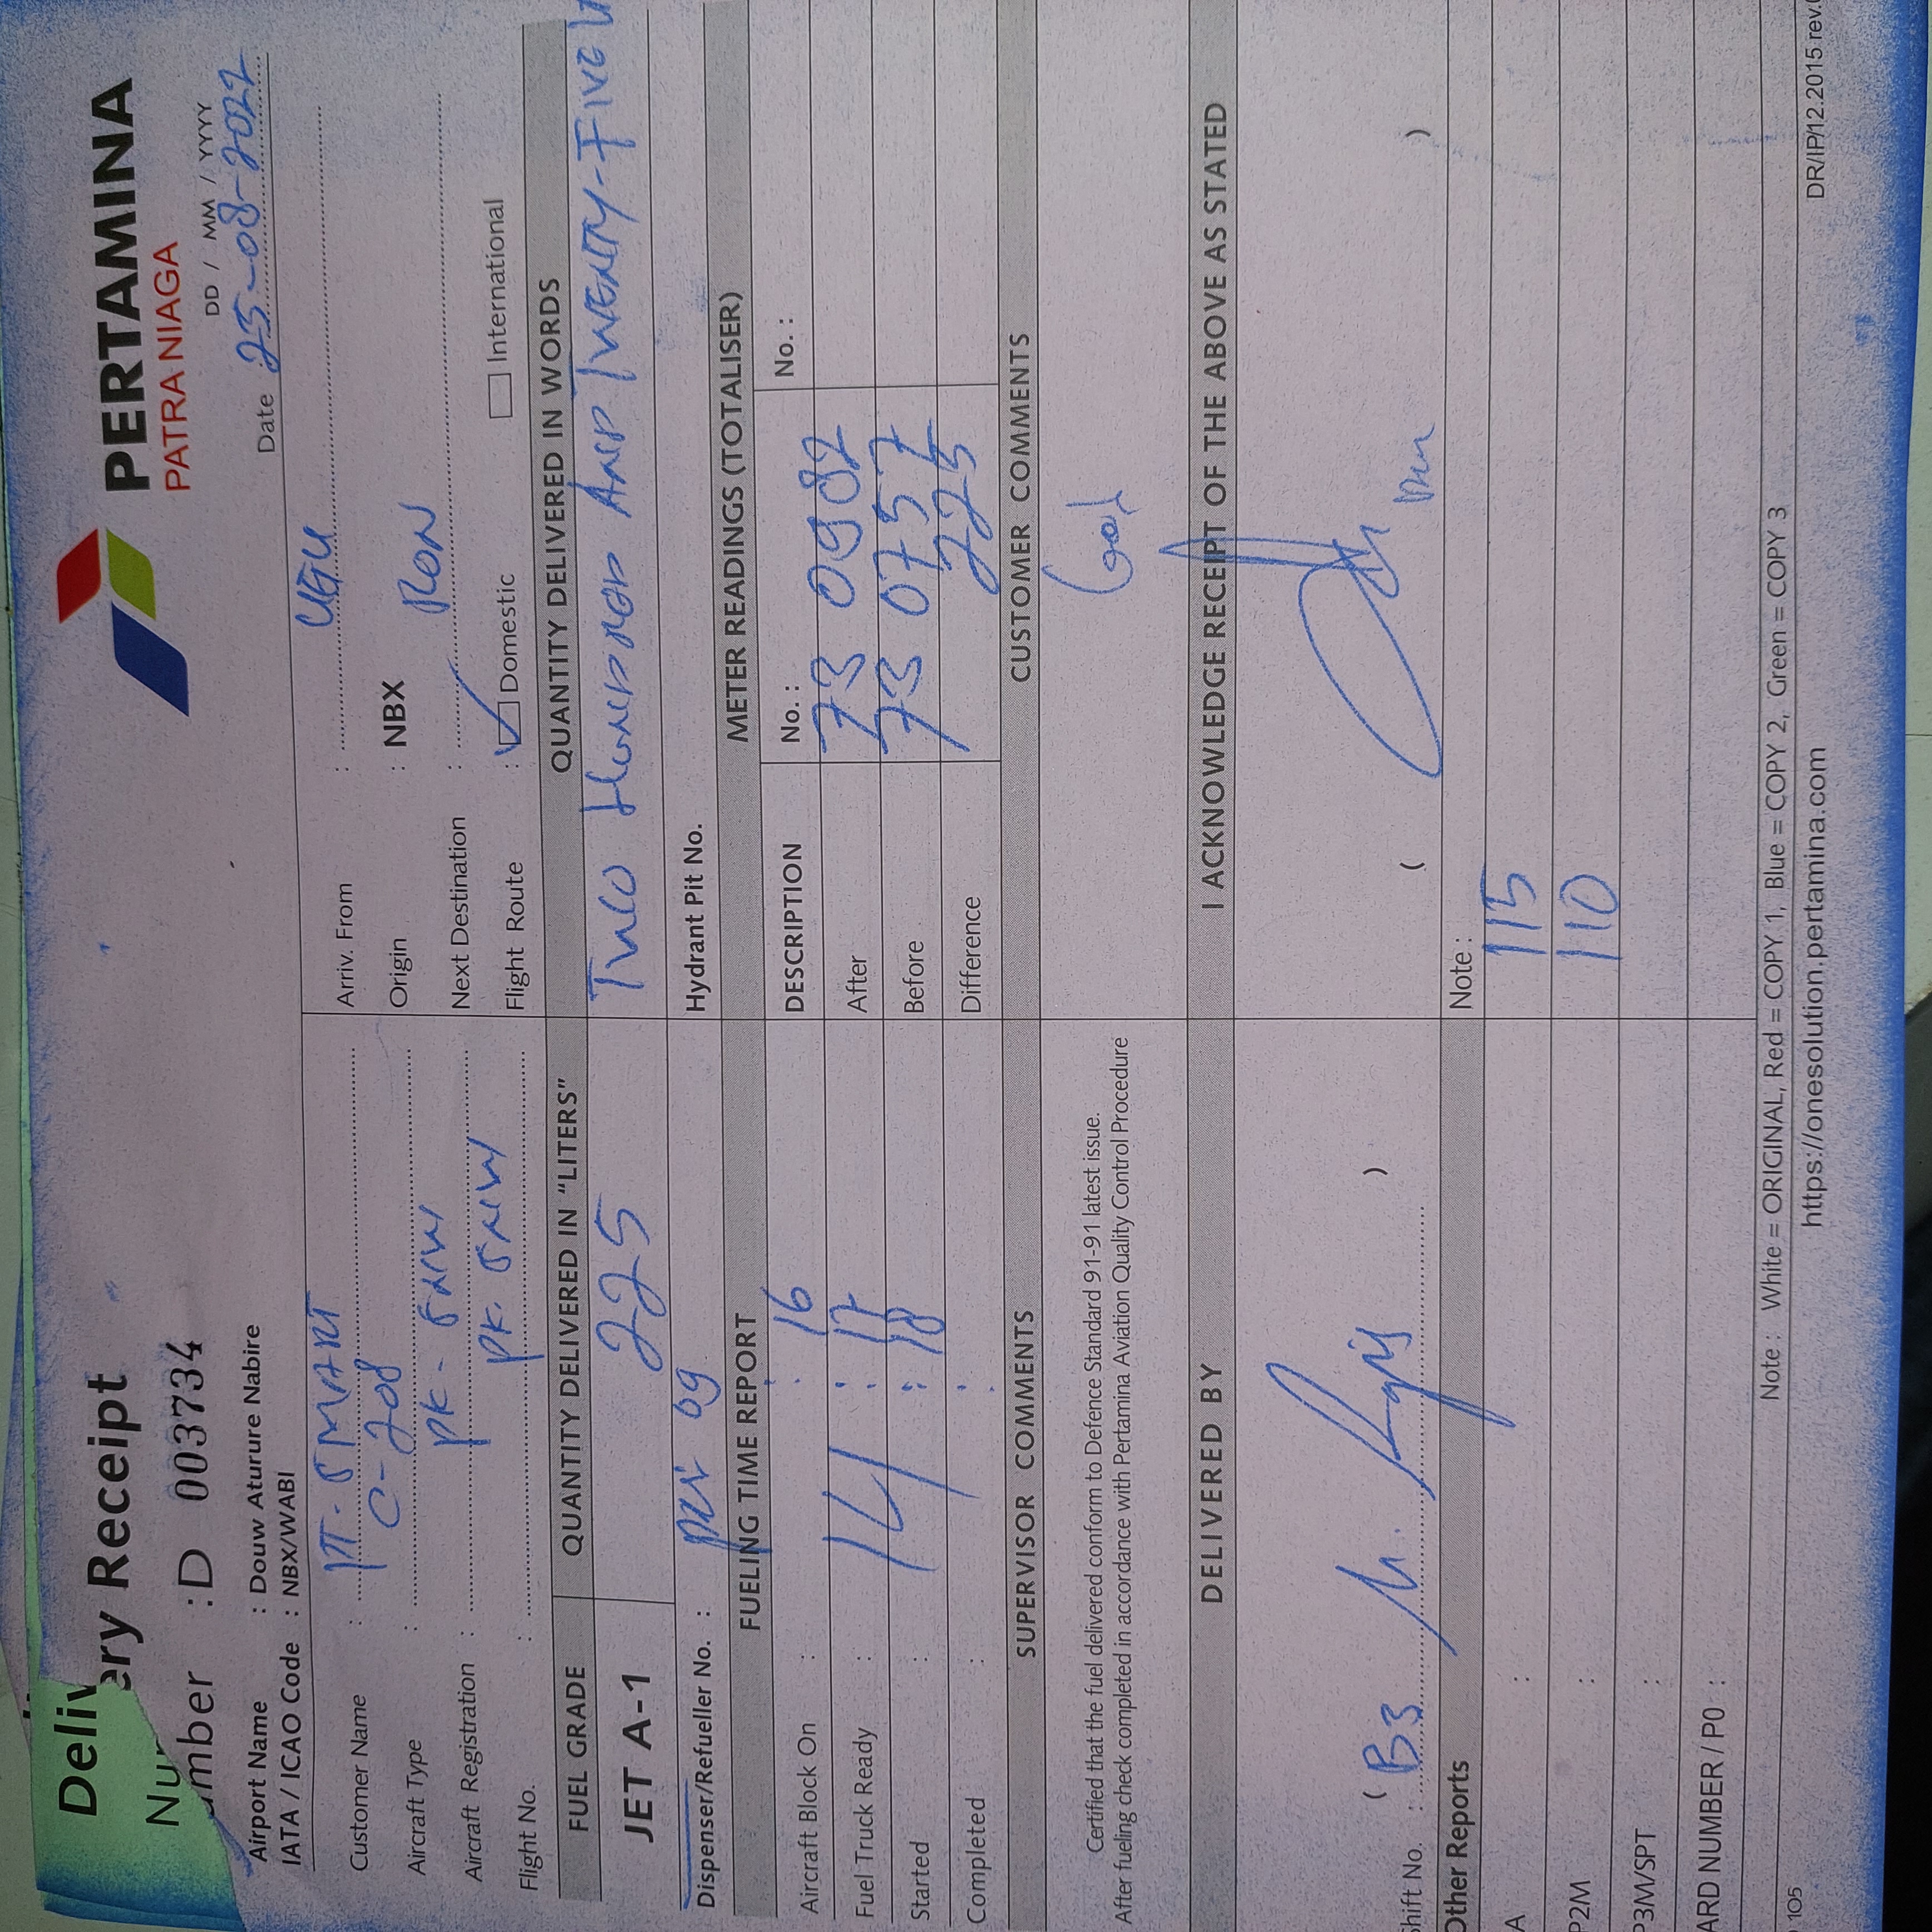 Delivery Receipt
Number : D 003734
PERTAMINA
PATRA NIAGA
DD / MM / YYYY
Date 25-08-2022
Airport Name : Douw Aturure Nabire
IATA / ICAO Code : NBX/WABI
Customer Name : PT. SMART
Aircraft Type : C-208
Aircraft Registration : PK - SNW
Flight No. : PK. SNW
Arriv. From : UGU
Origin : NBX
Next Destination : RON
Flight Route : Domestic International
FUEL GRADE QUANTITY DELIVERED IN "LITERS" QUANTITY DELIVERED IN WORDS
JET A-1 225 Two Hundred And Twenty-Five
Dispenser/Refueller No. : 09 Hydrant Pit No.
FUELING TIME REPORT METER READINGS (TOTALISER)
Aircraft Block On : : 16 DESCRIPTION No. : No. :
Fuel Truck Ready : 14 : 17 After 73 0982
Started : : 18 Before 73 0757
Completed : : Difference 225
SUPERVISOR COMMENTS CUSTOMER COMMENTS
Good
Certified that the fuel delivered conform to Defence Standard 91-91 latest issue.
After fueling check completed in accordance with Pertamina Aviation Quality Control Procedure
DELIVERED BY I ACKNOWLEDGE RECEIPT OF THE ABOVE AS STATED
( B3 ) ( )
Shift No. :
Other Reports Note :
A : 115
P2M : 110
P3M/SPT :
ARD NUMBER / P0 :
Note : White = ORIGINAL, Red = COPY 1, Blue = COPY 2, Green = COPY 3
105 https://onesolution.pertamina.com DR/IP/12.2015 rev.